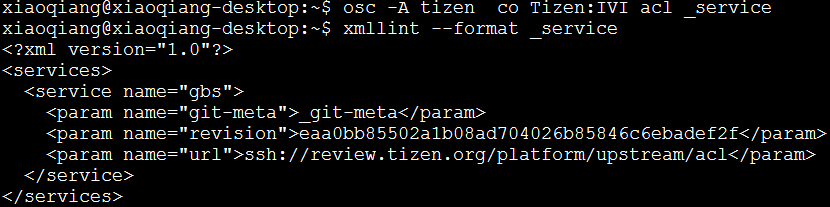 xiaoqiang@xiaoqiang-desktop:~$ osc -A tizen  co Tizen:IVI acl _service
xiaoqiang@xiaoqiang-desktop:~$ xmllint --format _service
<?xml version="1.0"?>
<services>
  <service name="gbs">
    <param name="git-meta">_git-meta</param>
    <param name="revision">eaa0bb85502a1b08ad704026b85846c6ebadef2f</param>
    <param name="url">ssh://review.tizen.org/platform/upstream/acl</param>
  </service>
</services>